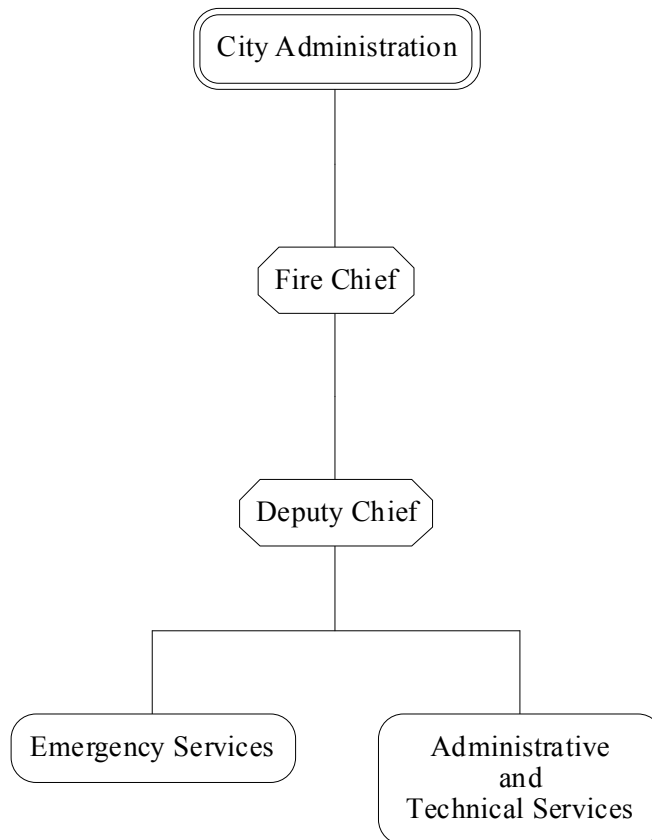 City Administration
Fire Chief
Deputy Chief
Emergency Services
Administrative
and
Technical Services